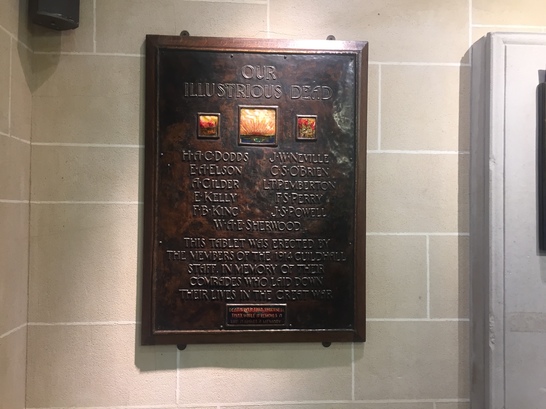 OUR
ILLUSTRIOUS DEAD
H·A·G·DODDS J·W·NEVILLE
E·A·ELSON C·S·O'BRIEN
A·GILDER L·T·PEMBERTON
E·KELLY F·S·PERRY
F·B·KING J·S·POWELL
W·A·E·SHERWOOD
THIS TABLET WAS ERECTED BY
THE MEMBERS OF THE 1914 GUILDHALL
STAFF, IN MEMORY OF THEIR
COMRADES WHO LAID DOWN
THEIR LIVES IN THE GREAT WAR